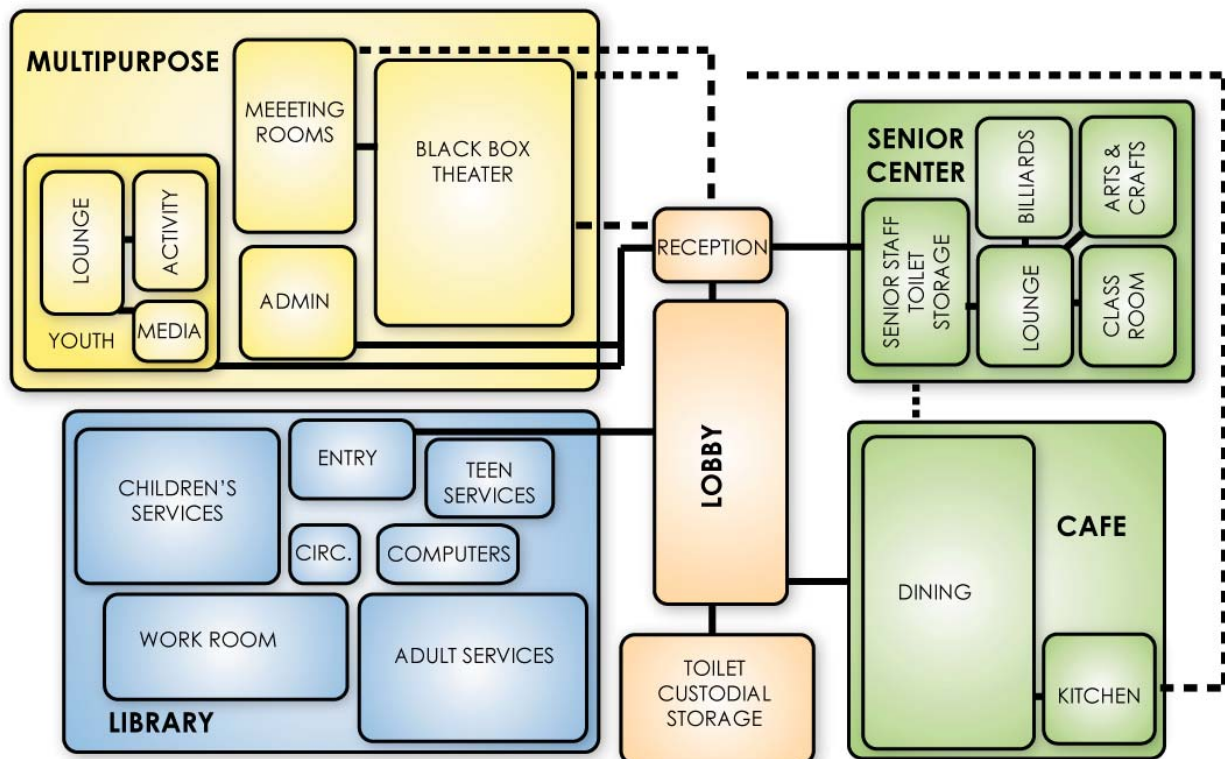 MULTIPURPOSE
MEEETING
ROOMS
BLACK BOX
THEATER
LOUNGE
ACTIVITY
MEDIA
YOUTH
ADMIN
RECEPTION
LOBBY
TOILET
CUSTODIAL
STORAGE
SENIOR
CENTER
BILLIARDS
ARTS &
CRAFTS
SENIOR STAFF
TOILET
STORAGE
LOUNGE
CLASS
ROOM
CHILDREN'S
SERVICES
ENTRY
TEEN
SERVICES
CIRC.
COMPUTERS
WORK ROOM
ADULT SERVICES
LIBRARY
CAFE
DINING
KITCHEN